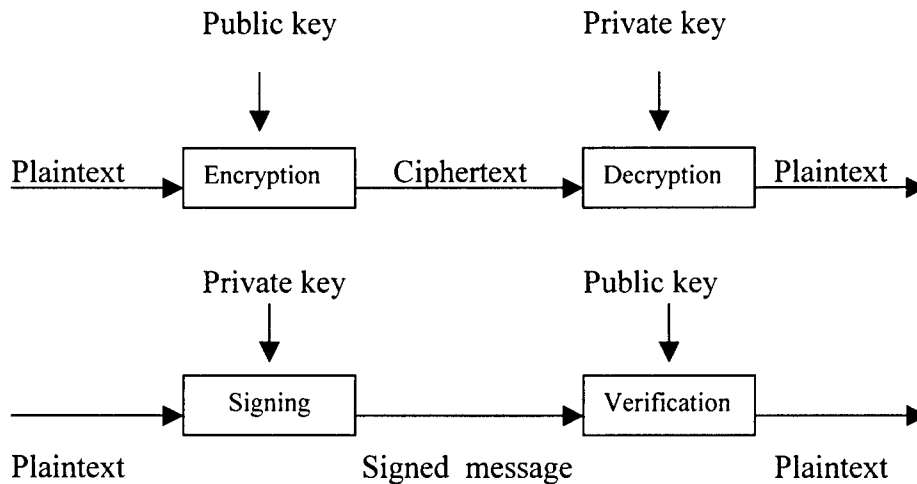 Public key Private key
Plaintext Encryption Ciphertext Decryption Plaintext
Private key Public key
Signing Verification
Plaintext Signed message Plaintext